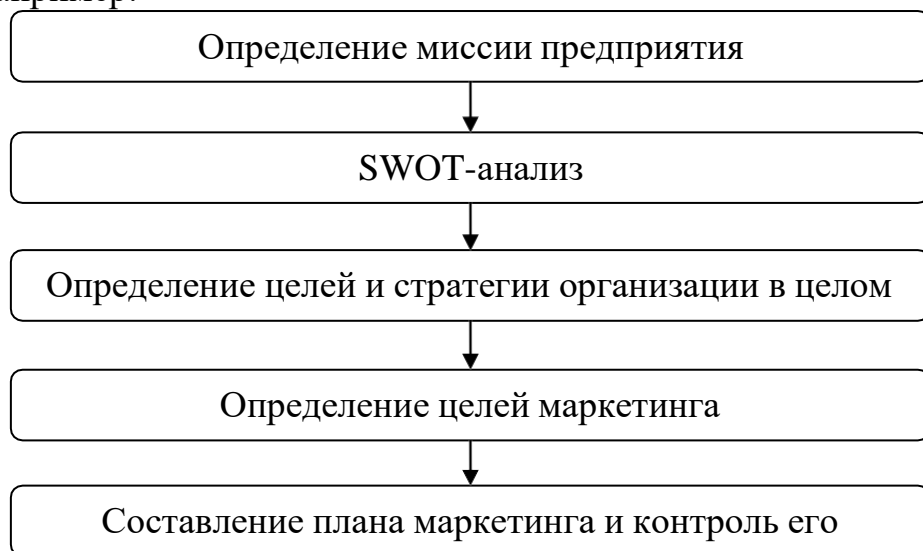 Определение миссии предприятия
SWOT-анализ
Определение целей и стратегии организации в целом
Определение целей маркетинга
Составление плана маркетинга и контроль его